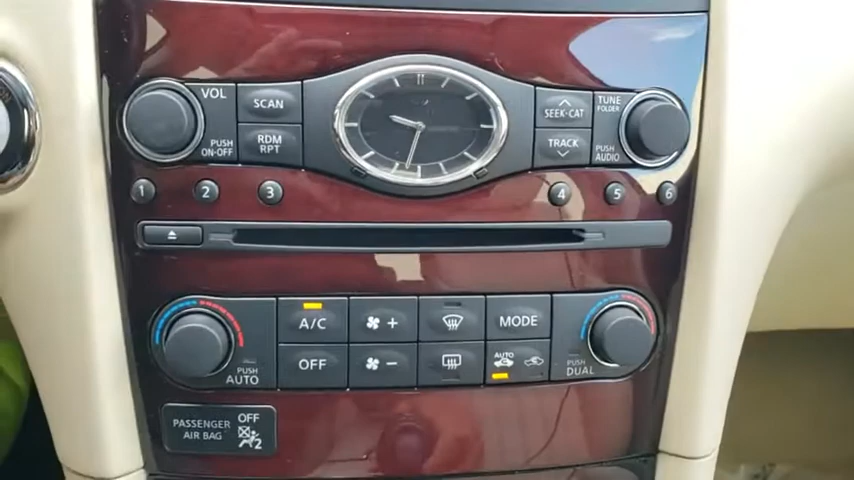 VOL
SCAN
TUNE
FOLDER
SEEK·CAT
PUSH
ON·OFF
RDM
RPT
TRACK
PUSH
AUDIO
1
2
3
4
5
6
A/C
+
MODE
OFF
-
AUTO
PUSH
AUTO
PUSH
DUAL
PASSENGER
AIR BAG
OFF
2